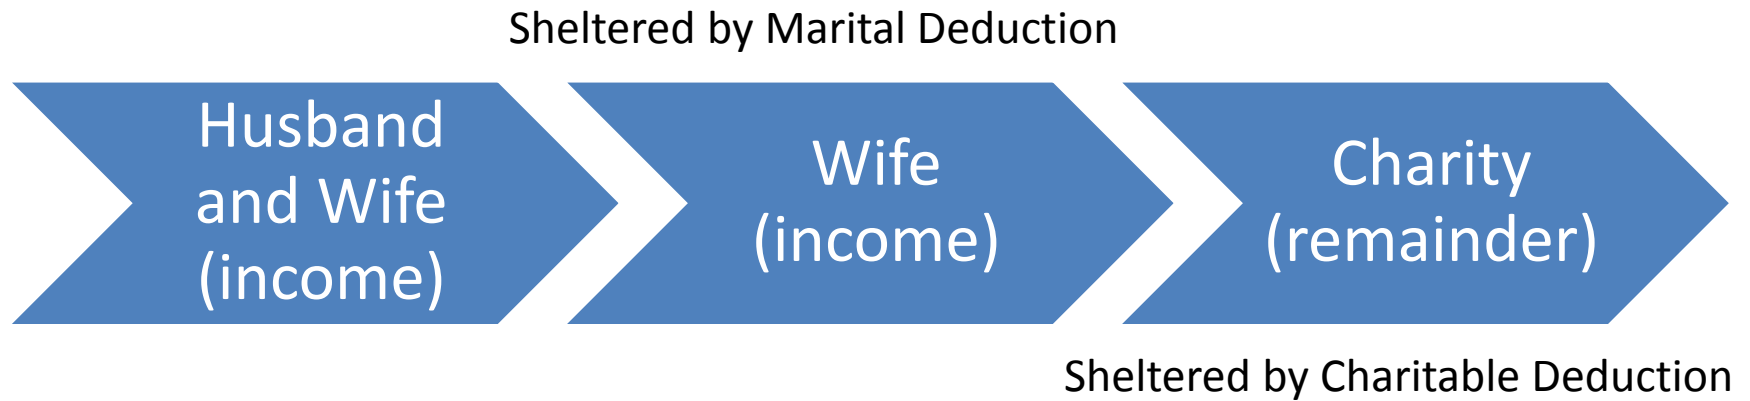 Sheltered by Marital Deduction
Husband
and Wife
(income)
Wife
(income)
Charity
(remainder)
Sheltered by Charitable Deduction